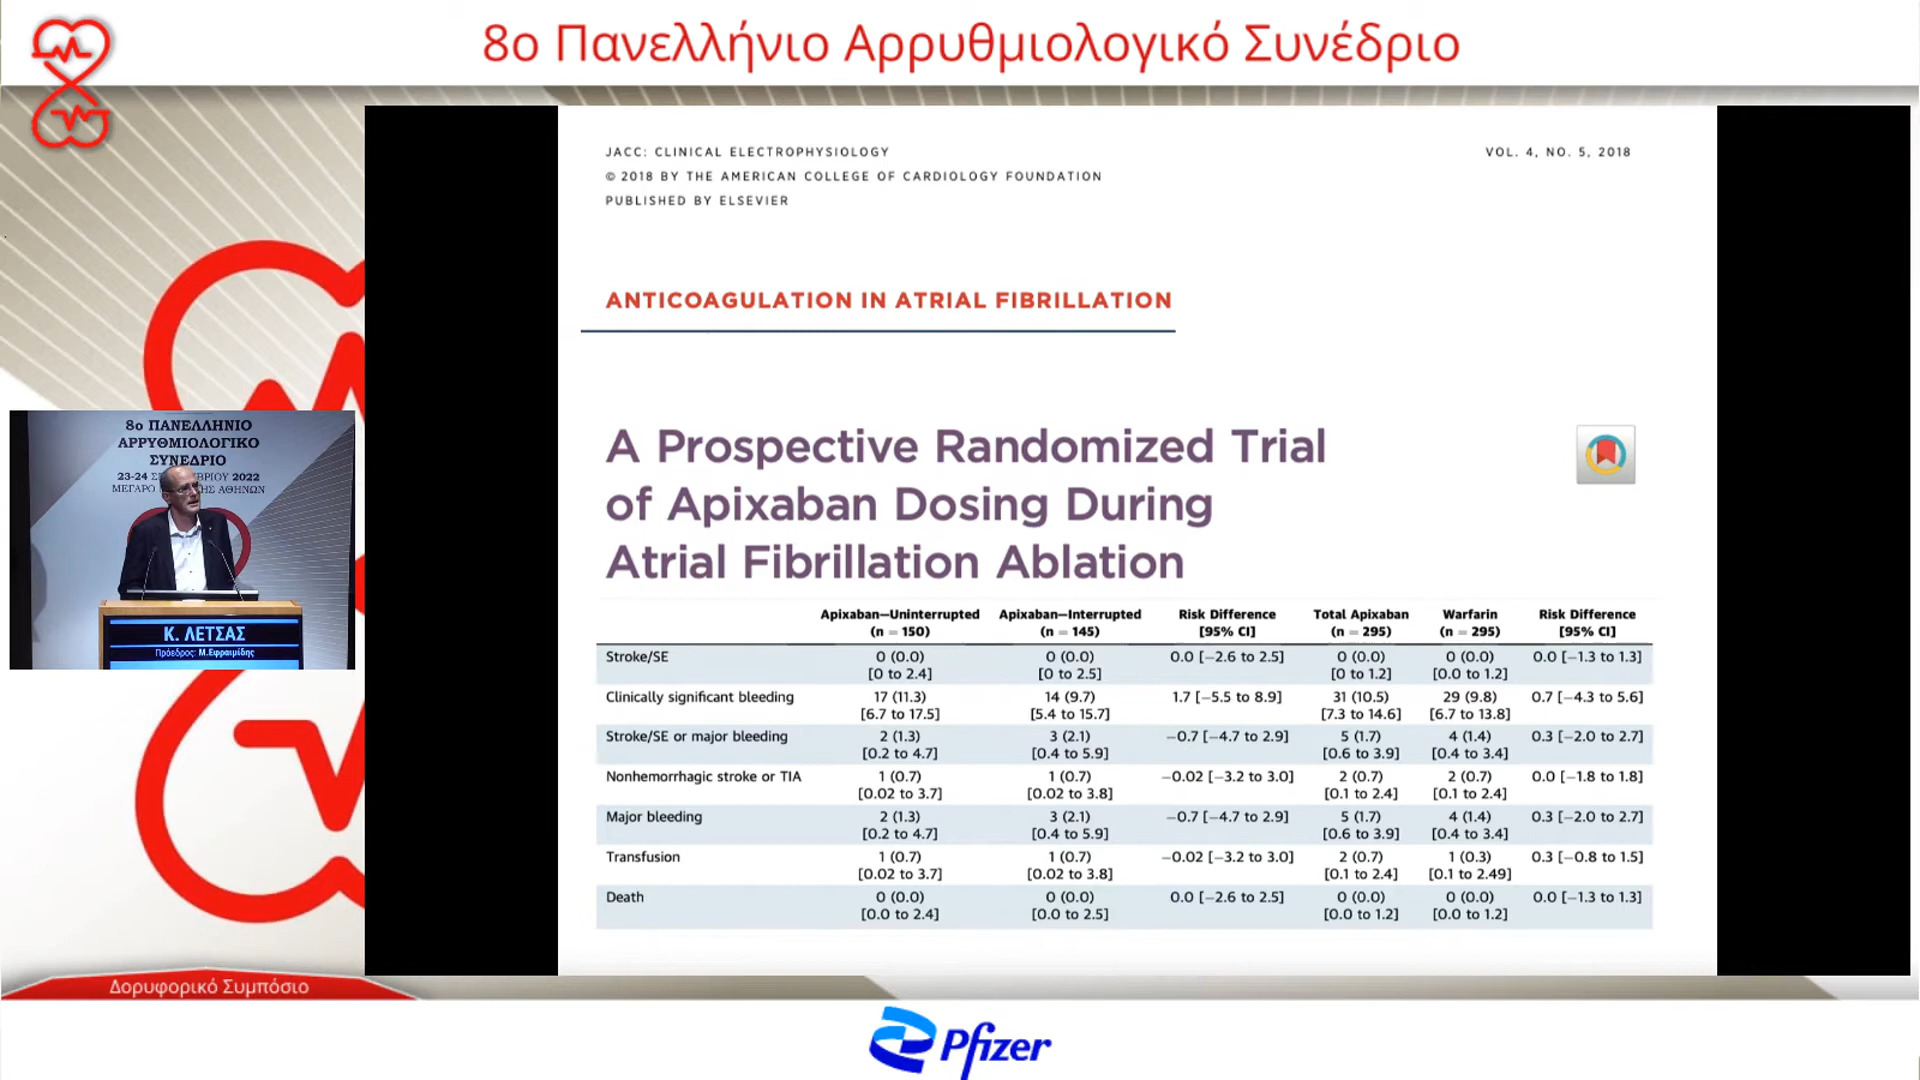 8ο Πανελλήνιο Αρρυθμιολογικό Συνέδριο
JACC: CLINICAL ELECTROPHYSIOLOGY
VOL. 4, NO. 5, 2018
© 2018 BY THE AMERICAN COLLEGE OF CARDIOLOGY FOUNDATION
PUBLISHED BY ELSEVIER
ANTICOAGULATION IN ATRIAL FIBRILLATION
A Prospective Randomized Trial
of Apixaban Dosing During
Atrial Fibrillation Ablation
Apixaban—Uninterrupted Apixaban—Interrupted Risk Difference Total Apixaban Warfarin Risk Difference
(n = 150) (n = 145) [95% CI] (n = 295) (n = 295) [95% CI]
Stroke/SE 0 (0.0) 0 (0.0) 0.0 [−2.6 to 2.5] 0 (0.0) 0 (0.0) 0.0 [−1.3 to 1.3]
[0 to 2.4] [0 to 2.5] [0 to 1.2] [0.0 to 1.2]
Clinically significant bleeding 17 (11.3) 14 (9.7) 1.7 [−5.5 to 8.9] 31 (10.5) 29 (9.8) 0.7 [−4.3 to 5.6]
[6.7 to 17.5] [5.4 to 15.7] [7.3 to 14.6] [6.7 to 13.8]
Stroke/SE or major bleeding 2 (1.3) 3 (2.1) −0.7 [−4.7 to 2.9] 5 (1.7) 4 (1.4) 0.3 [−2.0 to 2.7]
[0.2 to 4.7] [0.4 to 5.9] [0.6 to 3.9] [0.4 to 3.4]
Nonhemorrhagic stroke or TIA 1 (0.7) 1 (0.7) −0.02 [−3.2 to 3.0] 2 (0.7) 2 (0.7) 0.0 [−1.8 to 1.8]
[0.02 to 3.7] [0.02 to 3.8] [0.1 to 2.4] [0.1 to 2.4]
Major bleeding 2 (1.3) 3 (2.1) −0.7 [−4.7 to 2.9] 5 (1.7) 4 (1.4) 0.3 [−2.0 to 2.7]
[0.2 to 4.7] [0.4 to 5.9] [0.6 to 3.9] [0.4 to 3.4]
Transfusion 1 (0.7) 1 (0.7) −0.02 [−3.2 to 3.0] 2 (0.7) 1 (0.3) 0.3 [−0.8 to 1.5]
[0.02 to 3.7] [0.02 to 3.8] [0.1 to 2.4] [0.1 to 2.49]
Death 0 (0.0) 0 (0.0) 0.0 [−2.6 to 2.5] 0 (0.0) 0 (0.0) 0.0 [−1.3 to 1.3]
[0.0 to 2.4] [0.0 to 2.5] [0.0 to 1.2] [0.0 to 1.2]
8ο ΠΑΝΕΛΛΗΝΙΟ
ΑΡΡΥΘΜΙΟΛΟΓΙΚΟ
ΣΥΝΕΔΡΙΟ
23-24 2022
ΜΕΓΑΡΟ ΑΘΗΝΩΝ
Κ. ΛΕΤΣΑΣ
Πρόεδρος: Μ.Εφραιμίδης
Δορυφορικό Συμπόσιο
Pfizer